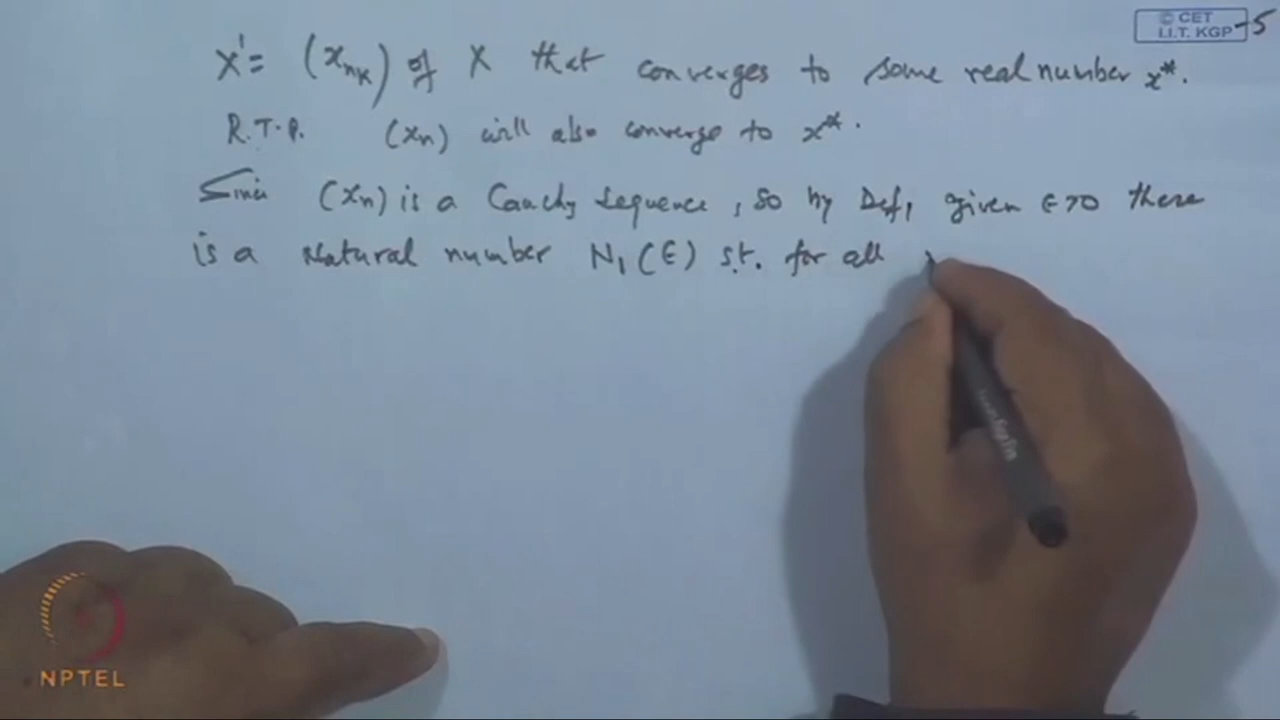 © CET
I.I.T. KGP -5
X' = (x_{n_k}) of X that converges to some real number x*.
R.T.P. (x_n) will also converge to x*.
Since (x_n) is a Cauchy Sequence, so by Def, given ε>0 there
is a Natural number N_1(ε) s.t. for all
NPTEL